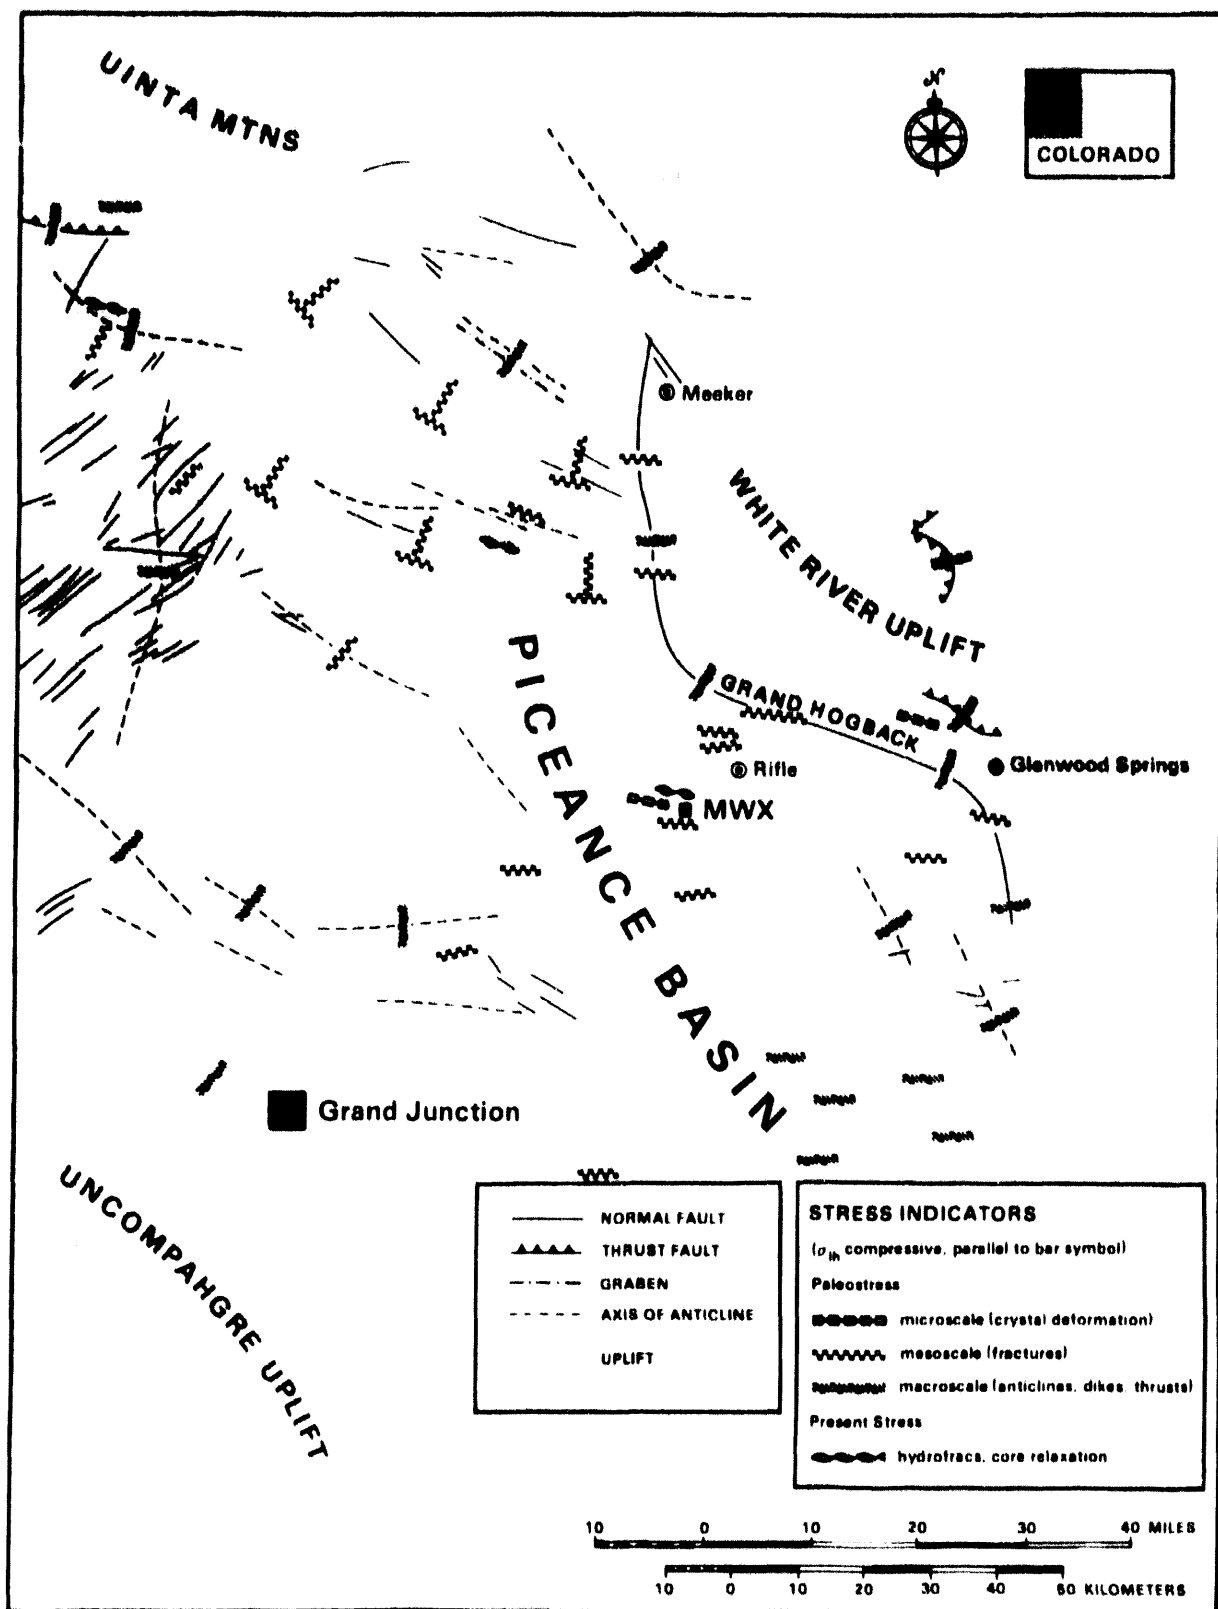 UINTA MTNS
N
COLORADO
Meeker
WHITE RIVER UPLIFT
GRAND HOGBACK
Glenwood Springs
Rifle
MWX
PICEANCE BASIN
Grand Junction
UNCOMPAHGRE UPLIFT
NORMAL FAULT
THRUST FAULT
GRABEN
AXIS OF ANTICLINE
UPLIFT
STRESS INDICATORS
(σIh compressive, parallel to bar symbol)
Paleostress
microscale (crystal deformation)
mesoscale (fractures)
macroscale (anticlines, dikes, thrusts)
Present Stress
hydrofracs, core relaxation
10 0 10 20 30 40 MILES
10 0 10 20 30 40 50 KILOMETERS